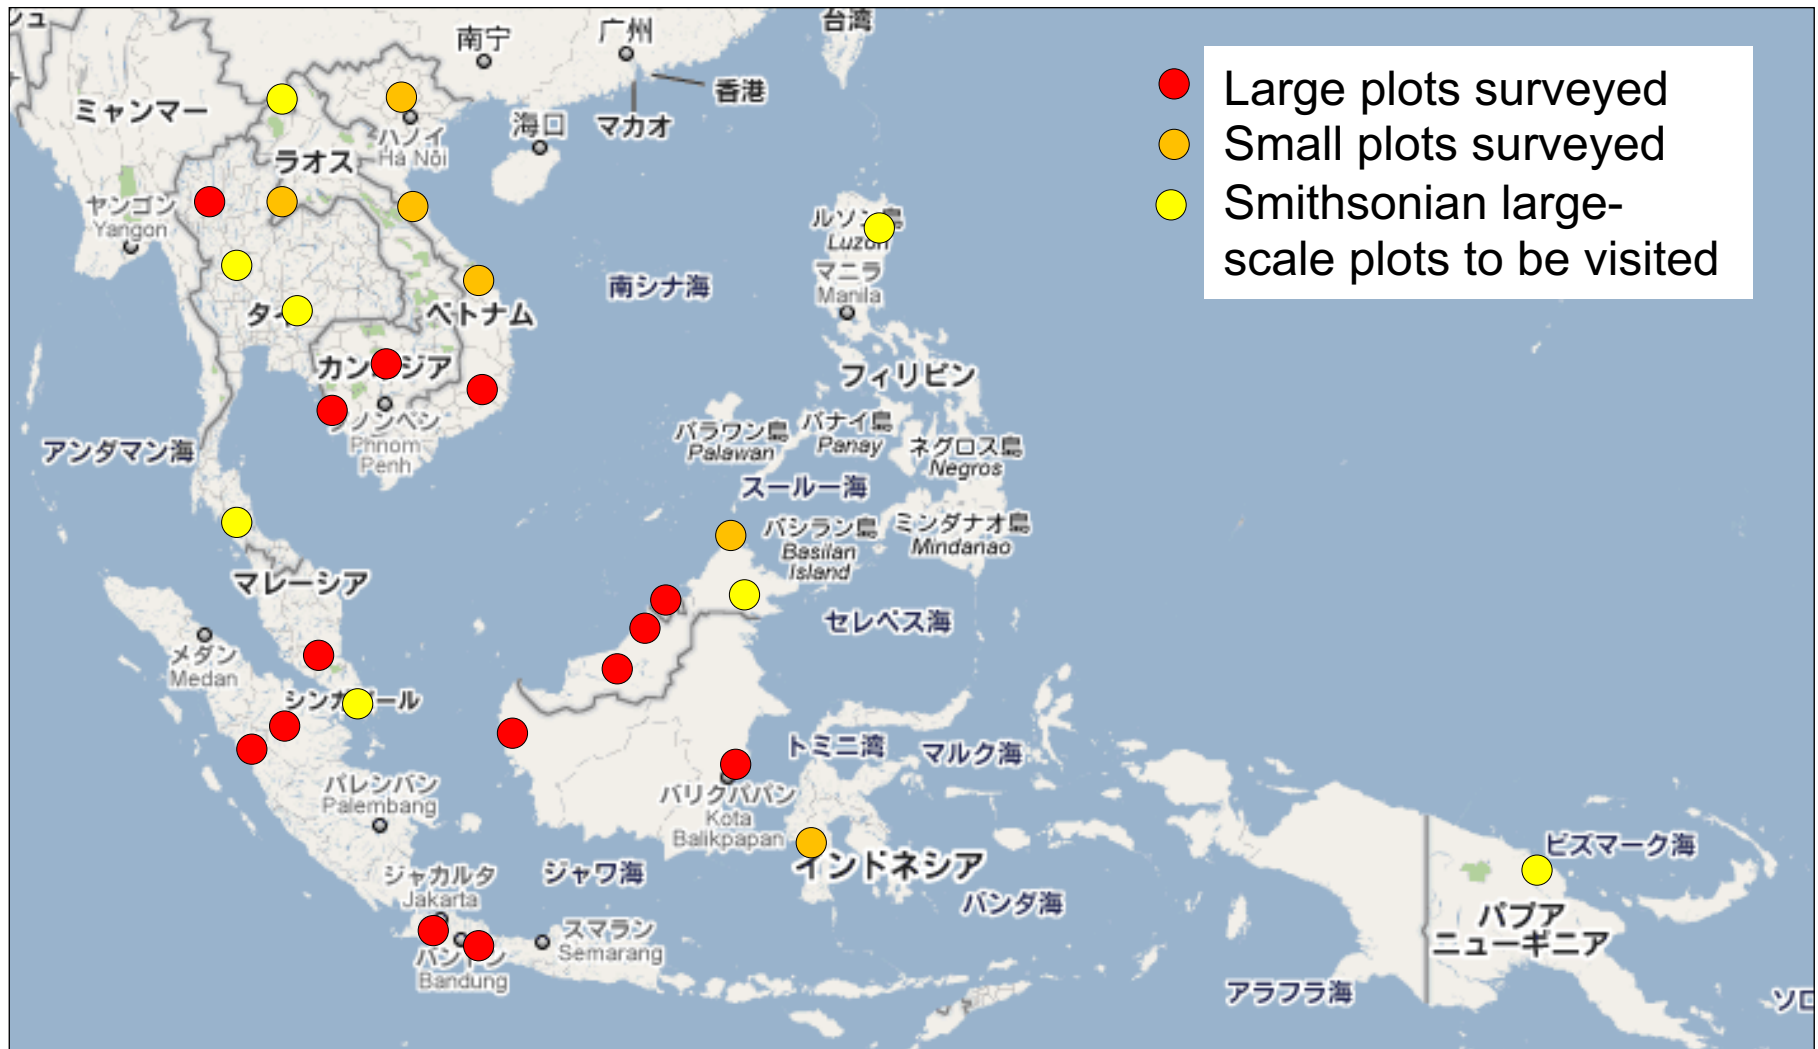 Large plots surveyed
Small plots surveyed
Smithsonian large-
scale plots to be visited
南宁
广州
台湾
香港
マカオ
海口
ミャンマー
ハノイ
Hà Nội
ラオス
ヤンゴン
Yangon
ルソン島
Luzon
マニラ
Manila
南シナ海
タイ
ベトナム
カンボジア
プノンペン
Phnom
Penh
フィリピン
アンダマン海
パラワン島
Palawan
パナイ島
Panay
ネグロス島
Negros
スールー海
バシラン島
Basilan
Island
ミンダナオ島
Mindanao
マレーシア
セレベス海
メダン
Medan
シンガポール
トミニ湾
マルク海
パレンバン
Palembang
バリクパパン
Kota
Balikpapan
インドネシア
ビスマーク海
ジャカルタ
Jakarta
ジャワ海
バンダ海
パプア
ニューギニア
スマラン
Semarang
バンドン
Bandung
アラフラ海
ソロ